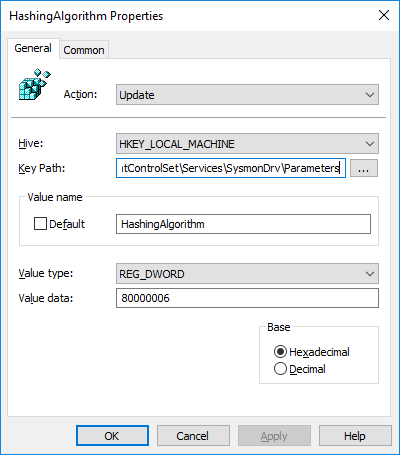 HashingAlgorithm Properties
General
Common
Action:
Update
Hive:
HKEY_LOCAL_MACHINE
Key Path:
ntControlSet\Services\SysmonDrv\Parameters
...
Value name
Default
HashingAlgorithm
Value type:
REG_DWORD
Value data:
80000006
Base
Hexadecimal
Decimal
OK
Cancel
Apply
Help